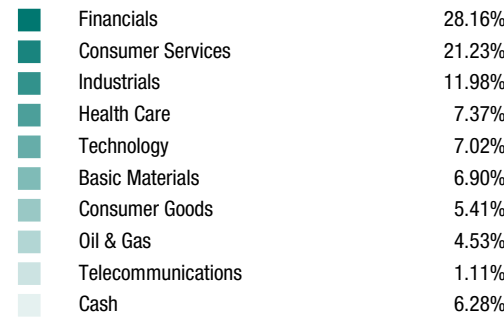 Financials 28.16%
Consumer Services 21.23%
Industrials 11.98%
Health Care 7.37%
Technology 7.02%
Basic Materials 6.90%
Consumer Goods 5.41%
Oil & Gas 4.53%
Telecommunications 1.11%
Cash 6.28%